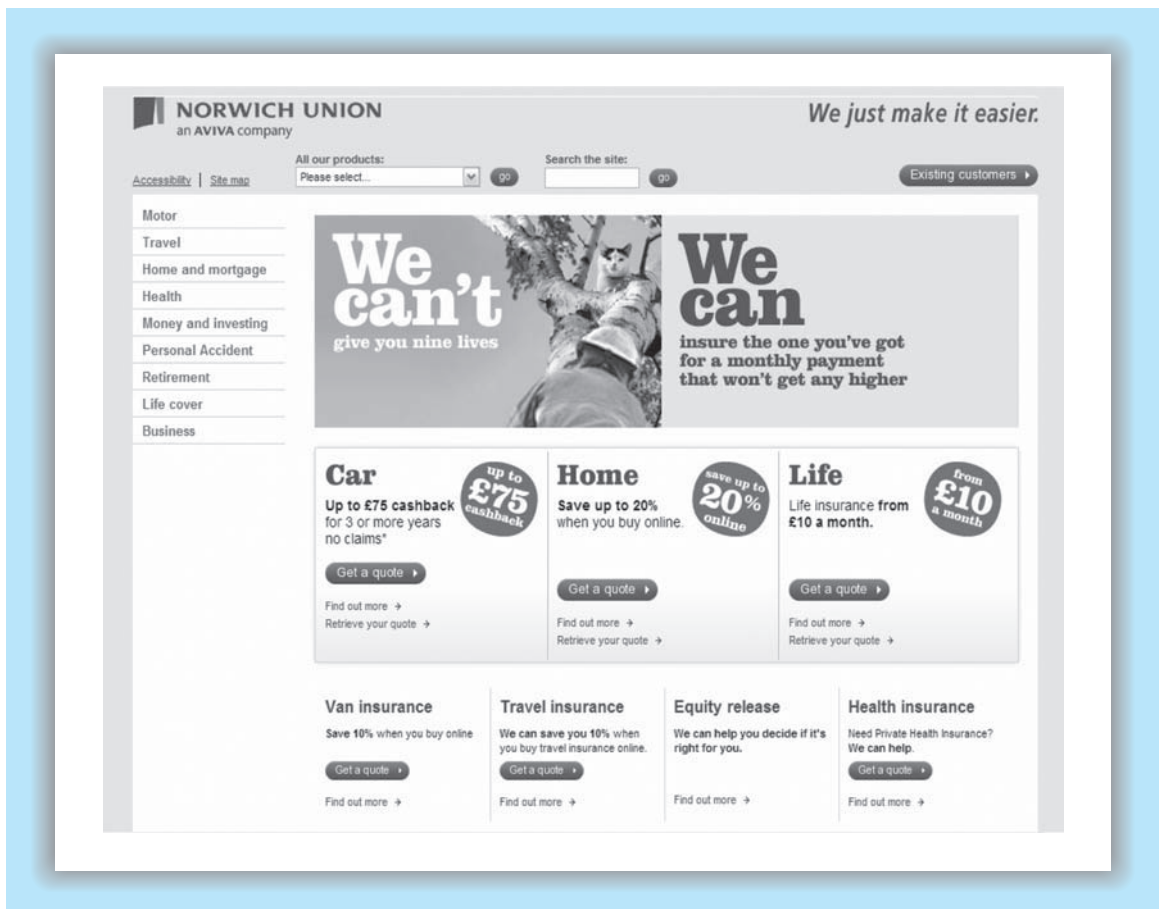 NORWICH UNION
an AVIVA company
We just make it easier.
All our products:
Search the site:
Accessibility | Site map
Please select...
go
go
Existing customers
Motor
Travel
Home and mortgage
Health
Money and investing
Personal Accident
Retirement
Life cover
Business
We
can't
give you nine lives
We
can
insure the one you've got
for a monthly payment
that won't get any higher
Car
Up to £75 cashback
for 3 or more years
no claims*
up to
£75
cashback
Get a quote
Find out more
Retrieve your quote
Home
Save up to 20%
when you buy online.
save up to
20%
online
Get a quote
Find out more
Retrieve your quote
Life
Life insurance from
£10 a month.
from
£10
a month
Get a quote
Find out more
Retrieve your quote
Van insurance
Save 10% when you buy online
Get a quote
Find out more
Travel insurance
We can save you 10% when
you buy travel insurance online.
Get a quote
Find out more
Equity release
We can help you decide if it's
right for you.
Find out more
Health insurance
Need Private Health Insurance?
We can help.
Get a quote
Find out more